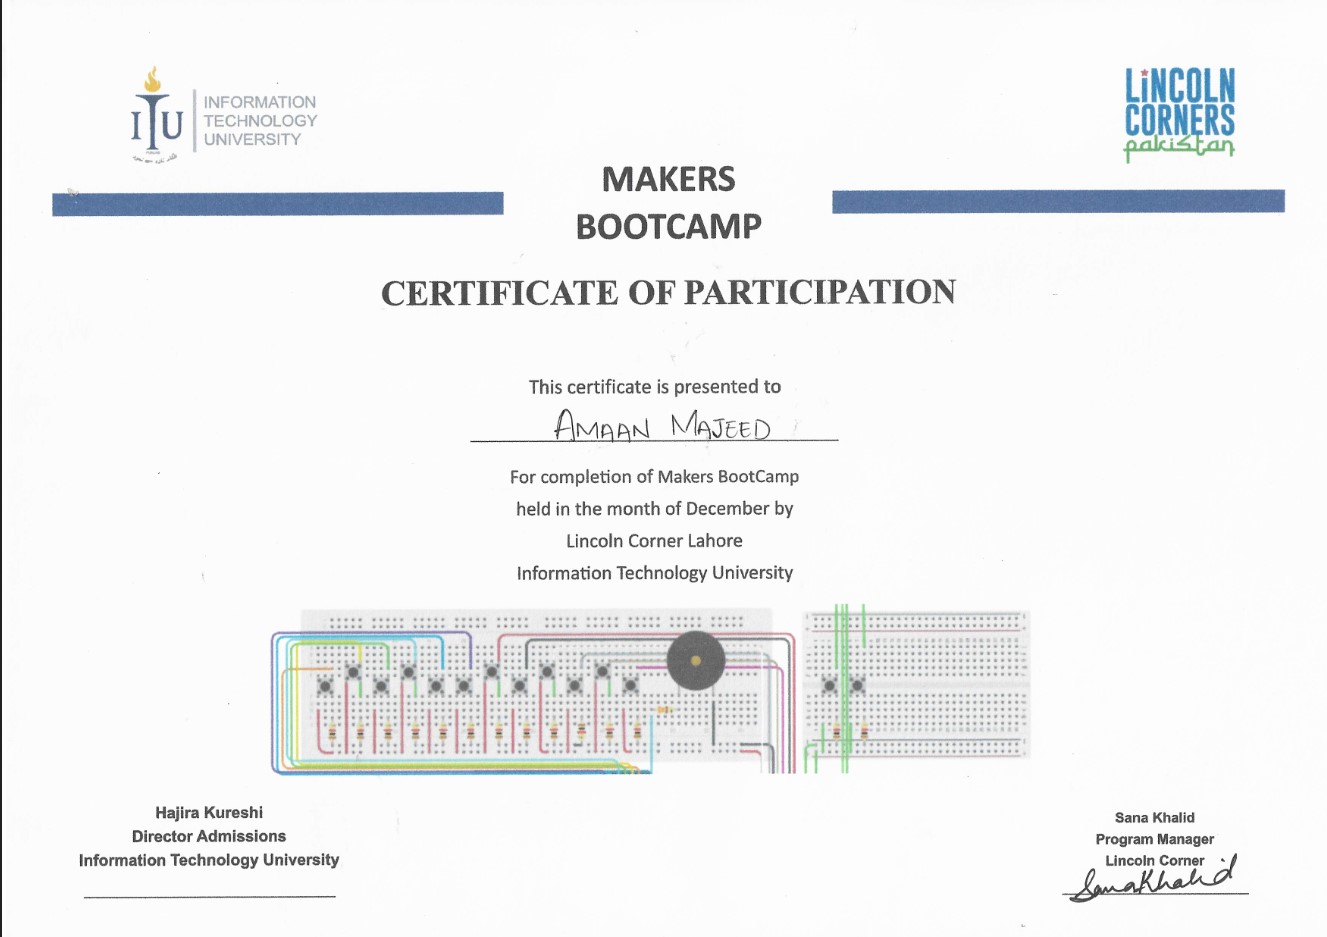 ITU
INFORMATION
TECHNOLOGY
UNIVERSITY
LiNCOLN
CORNERS
pakistan
MAKERS
BOOTCAMP
CERTIFICATE OF PARTICIPATION
This certificate is presented to
AMAAN MAJEED
For completion of Makers BootCamp
held in the month of December by
Lincoln Corner Lahore
Information Technology University
Hajira Kureshi
Director Admissions
Information Technology University
Sana Khalid
Program Manager
Lincoln Corner
Sana Khalid